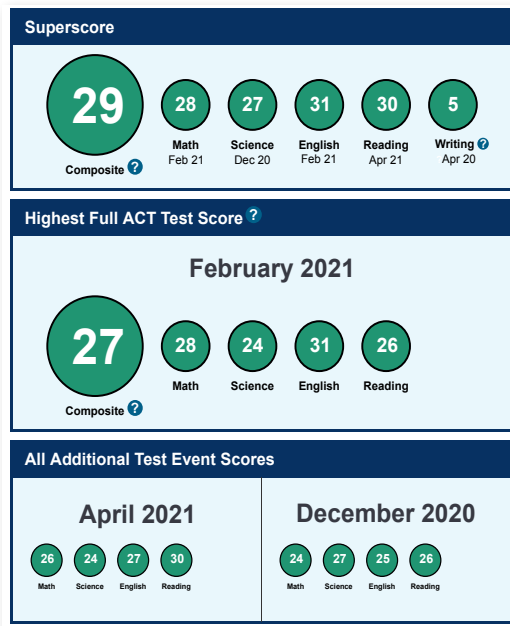 Superscore
29 28 27 31 30 5
Composite ? Math Science English Reading Writing ?
Feb 21 Dec 20 Feb 21 Apr 21 Apr 20
Highest Full ACT Test Score ?
February 2021
27 28 24 31 26
Composite ? Math Science English Reading
All Additional Test Event Scores
April 2021
26 24 27 30
Math Science English Reading
December 2020
24 27 25 26
Math Science English Reading